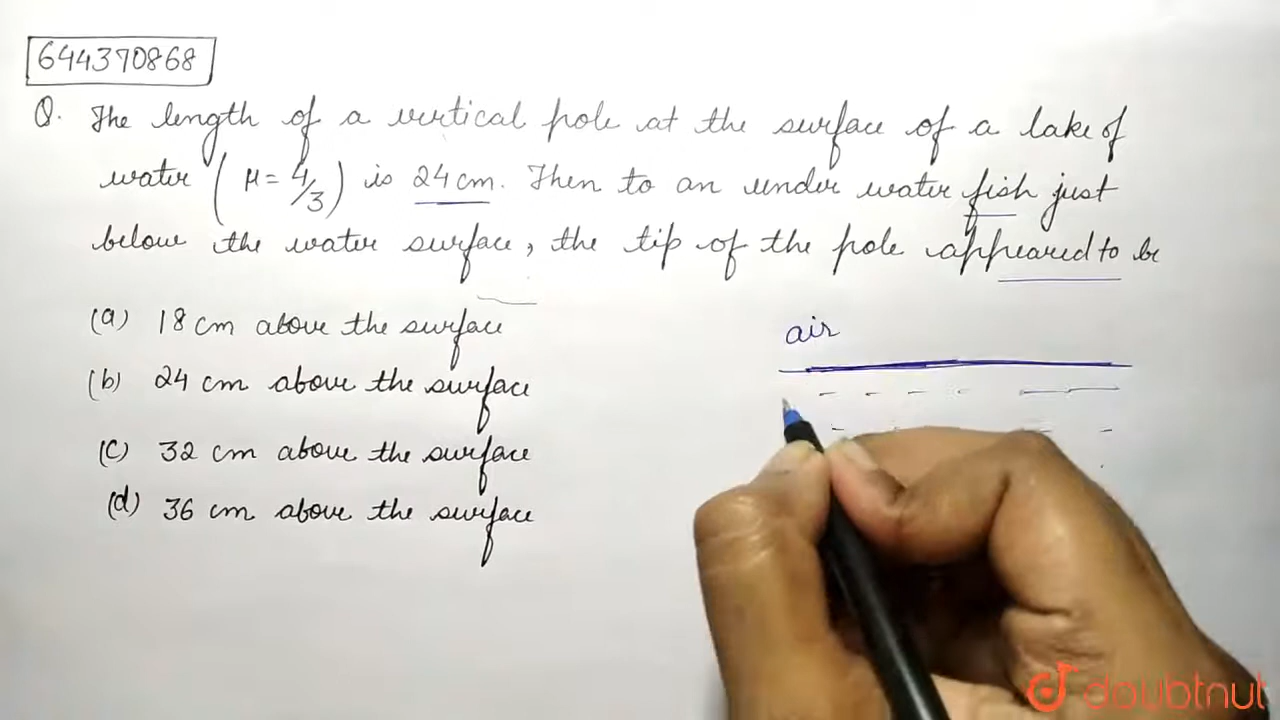 644370868
Q. The length of a vertical pole at the surface of a lake of
water (μ = 4/3) is 24 cm. Then to an under water fish just
below the water surface, the tip of the pole appeared to be
(a) 18 cm above the surface
(b) 24 cm above the surface
(c) 32 cm above the surface
(d) 36 cm above the surface
air
doubtnut